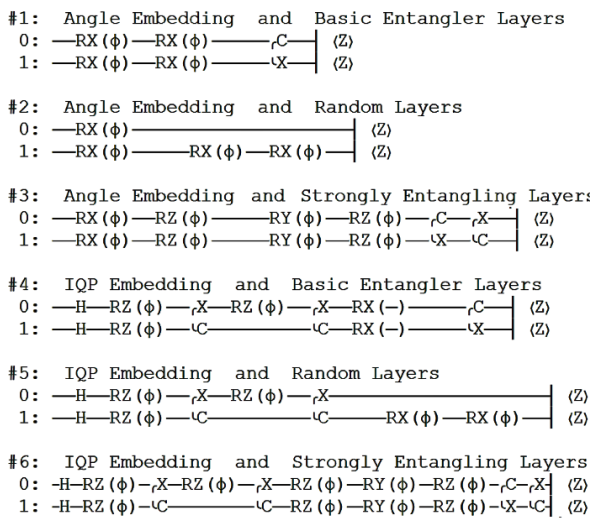 #1: Angle Embedding and Basic Entangler Layers
0: ──RX(ϕ)──RX(ϕ)────╭C──┤ ⟨Z⟩
1: ──RX(ϕ)──RX(ϕ)────╰X──┤ ⟨Z⟩
#2: Angle Embedding and Random Layers
0: ──RX(ϕ)───────────────────┤ ⟨Z⟩
1: ──RX(ϕ)────RX(ϕ)──RX(ϕ)──┤ ⟨Z⟩
#3: Angle Embedding and Strongly Entangling Layers
0: ──RX(ϕ)──RZ(ϕ)────RY(ϕ)──RZ(ϕ)──╭C──╭X──┤ ⟨Z⟩
1: ──RX(ϕ)──RZ(ϕ)────RY(ϕ)──RZ(ϕ)──╰X──╰C──┤ ⟨Z⟩
#4: IQP Embedding and Basic Entangler Layers
0: ──H──RZ(ϕ)──╭X──RZ(ϕ)──╭X──RX(─)────╭C──┤ ⟨Z⟩
1: ──H──RZ(ϕ)──╰C─────────╰C──RX(─)────╰X──┤ ⟨Z⟩
#5: IQP Embedding and Random Layers
0: ──H──RZ(ϕ)──╭X──RZ(ϕ)──╭X───────────────────┤ ⟨Z⟩
1: ──H──RZ(ϕ)──╰C─────────╰C────RX(ϕ)──RX(ϕ)──┤ ⟨Z⟩
#6: IQP Embedding and Strongly Entangling Layers
0: ─H─RZ(ϕ)─╭X─RZ(ϕ)─╭X─RZ(ϕ)─RY(ϕ)─RZ(ϕ)─╭C─╭X┤ ⟨Z⟩
1: ─H─RZ(ϕ)─╰C───────╰C─RZ(ϕ)─RY(ϕ)─RZ(ϕ)─╰X─╰C┤ ⟨Z⟩